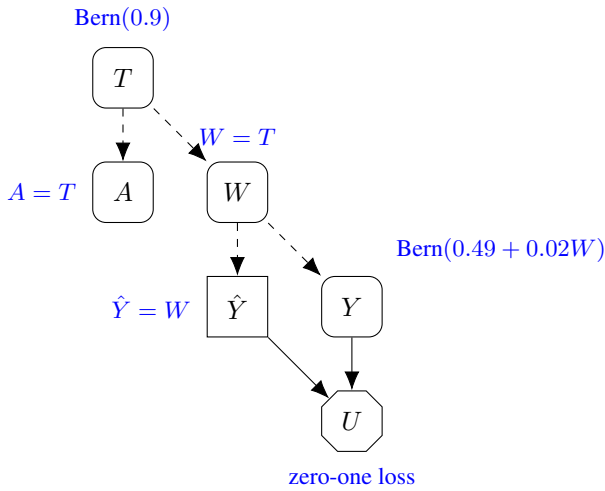 Bern(0.9)
T
W = T
A = T
A
W
Bern(0.49 + 0.02W)
Ŷ = W
Ŷ
Y
U
zero-one loss